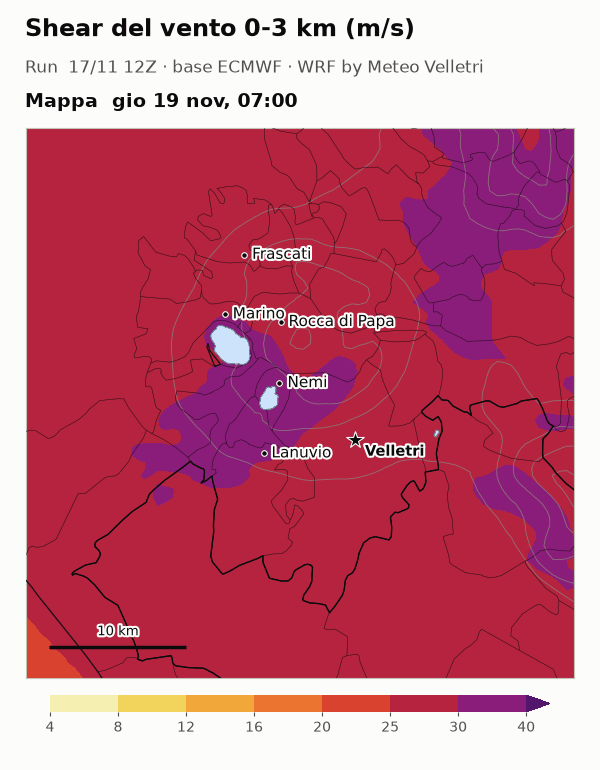 Shear del vento 0-3 km (m/s)
Run  17/11 12Z · base ECMWF · WRF by Meteo Velletri
Mappa  gio 19 nov, 07:00
Frascati
Marino
Rocca di Papa
Nemi
Velletri
Lanuvio
10 km
4 8 12 16 20 25 30 40